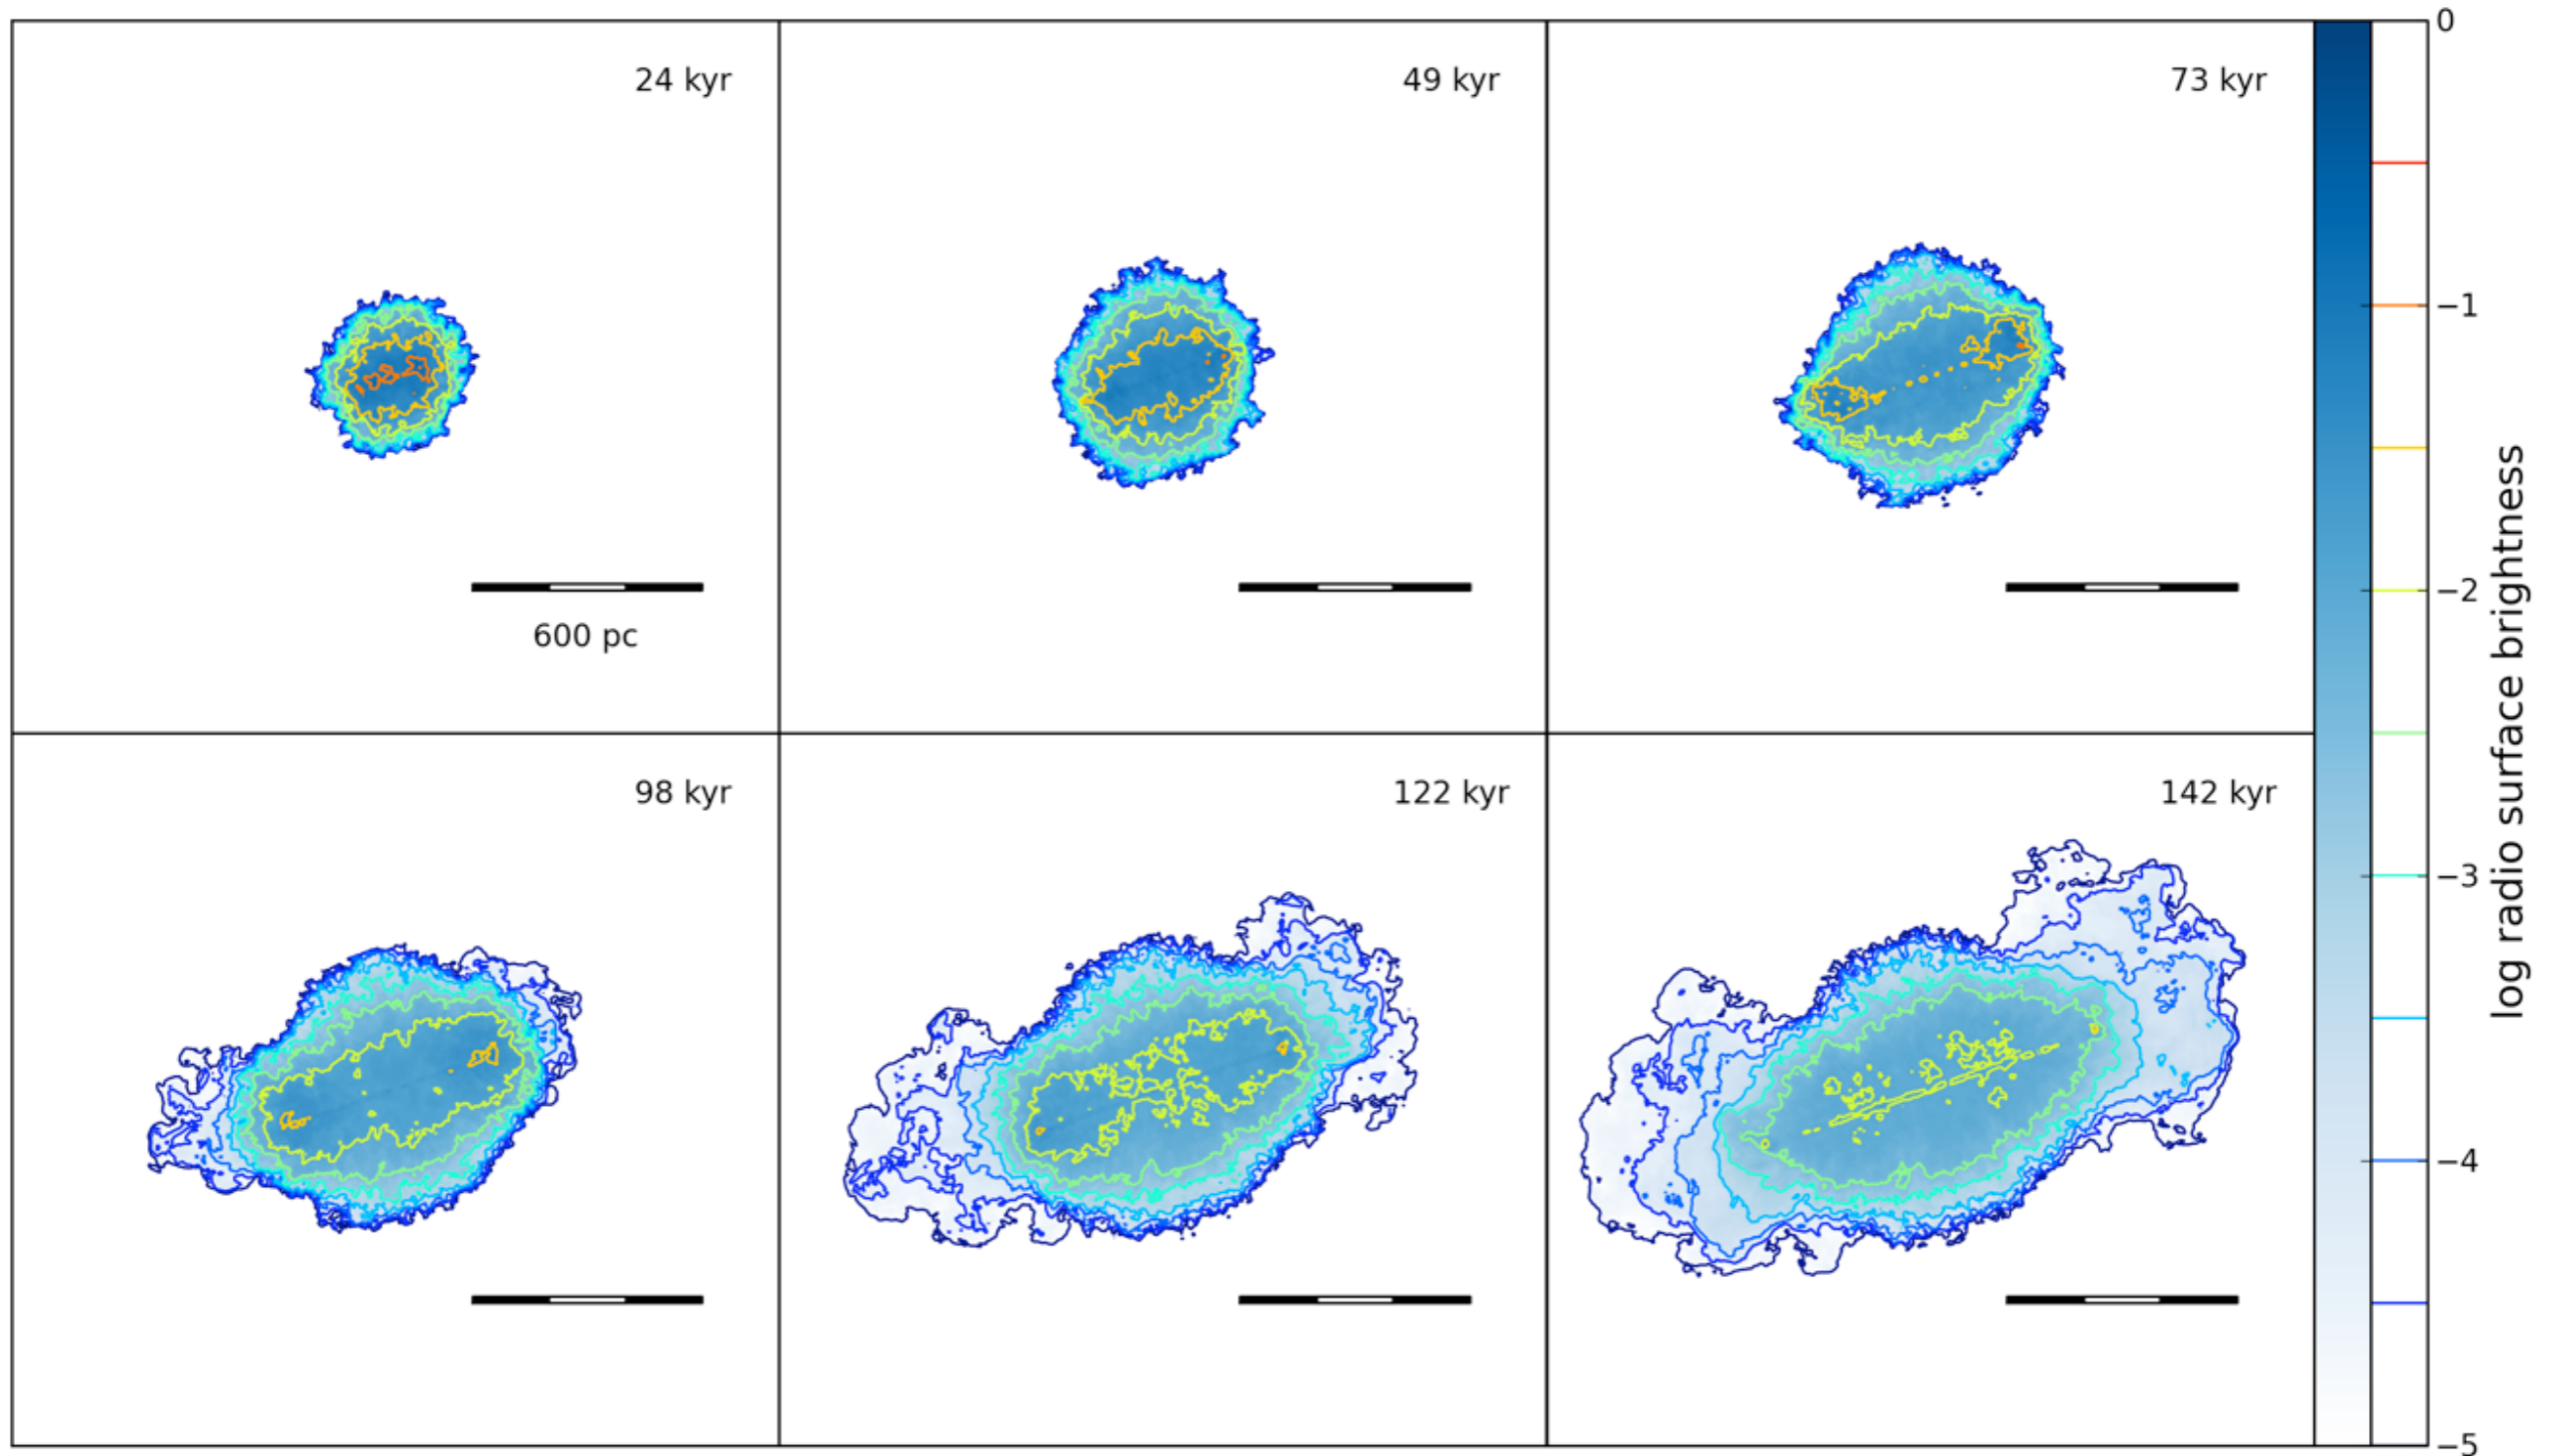 24 kyr
49 kyr
73 kyr
600 pc
98 kyr
122 kyr
142 kyr
0
−1
−2
−3
−4
−5
log radio surface brightness